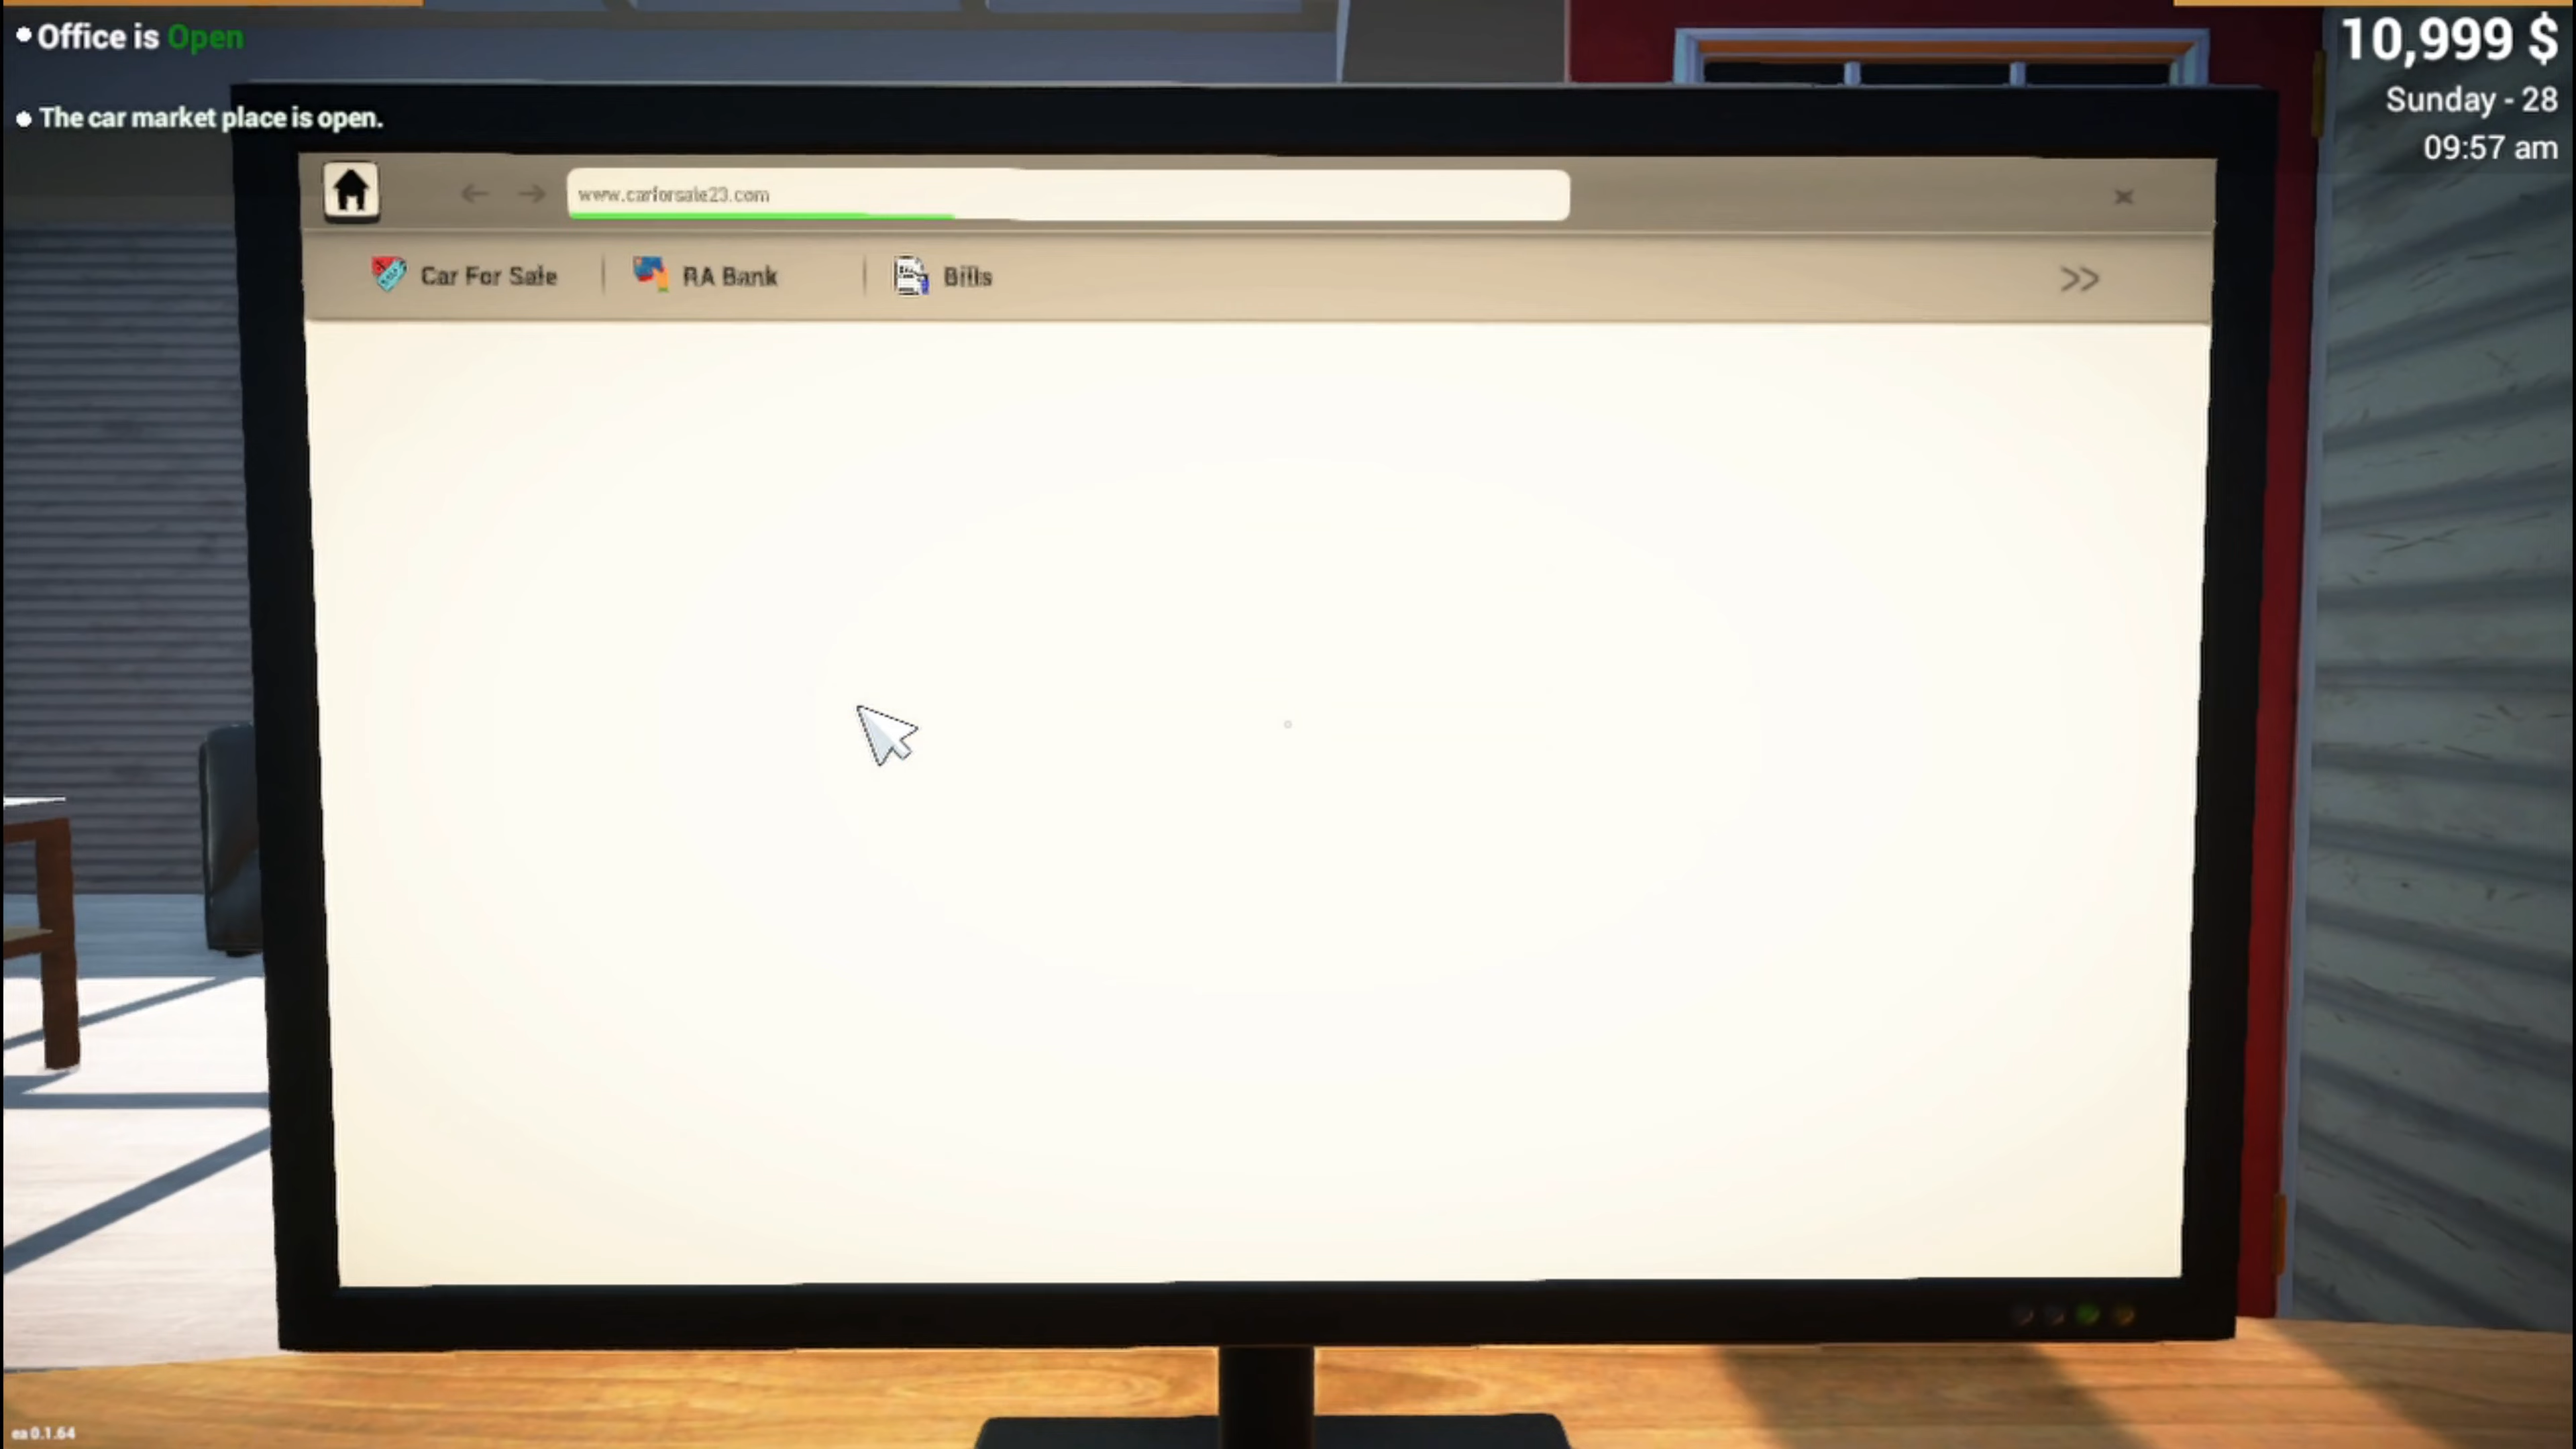 Office is Open
The car market place is open.
10,999 $
Sunday - 28
09:57 am
www.carforsale23.com
Car For Sale
RA Bank
Bills
>>
ea 0.1.64